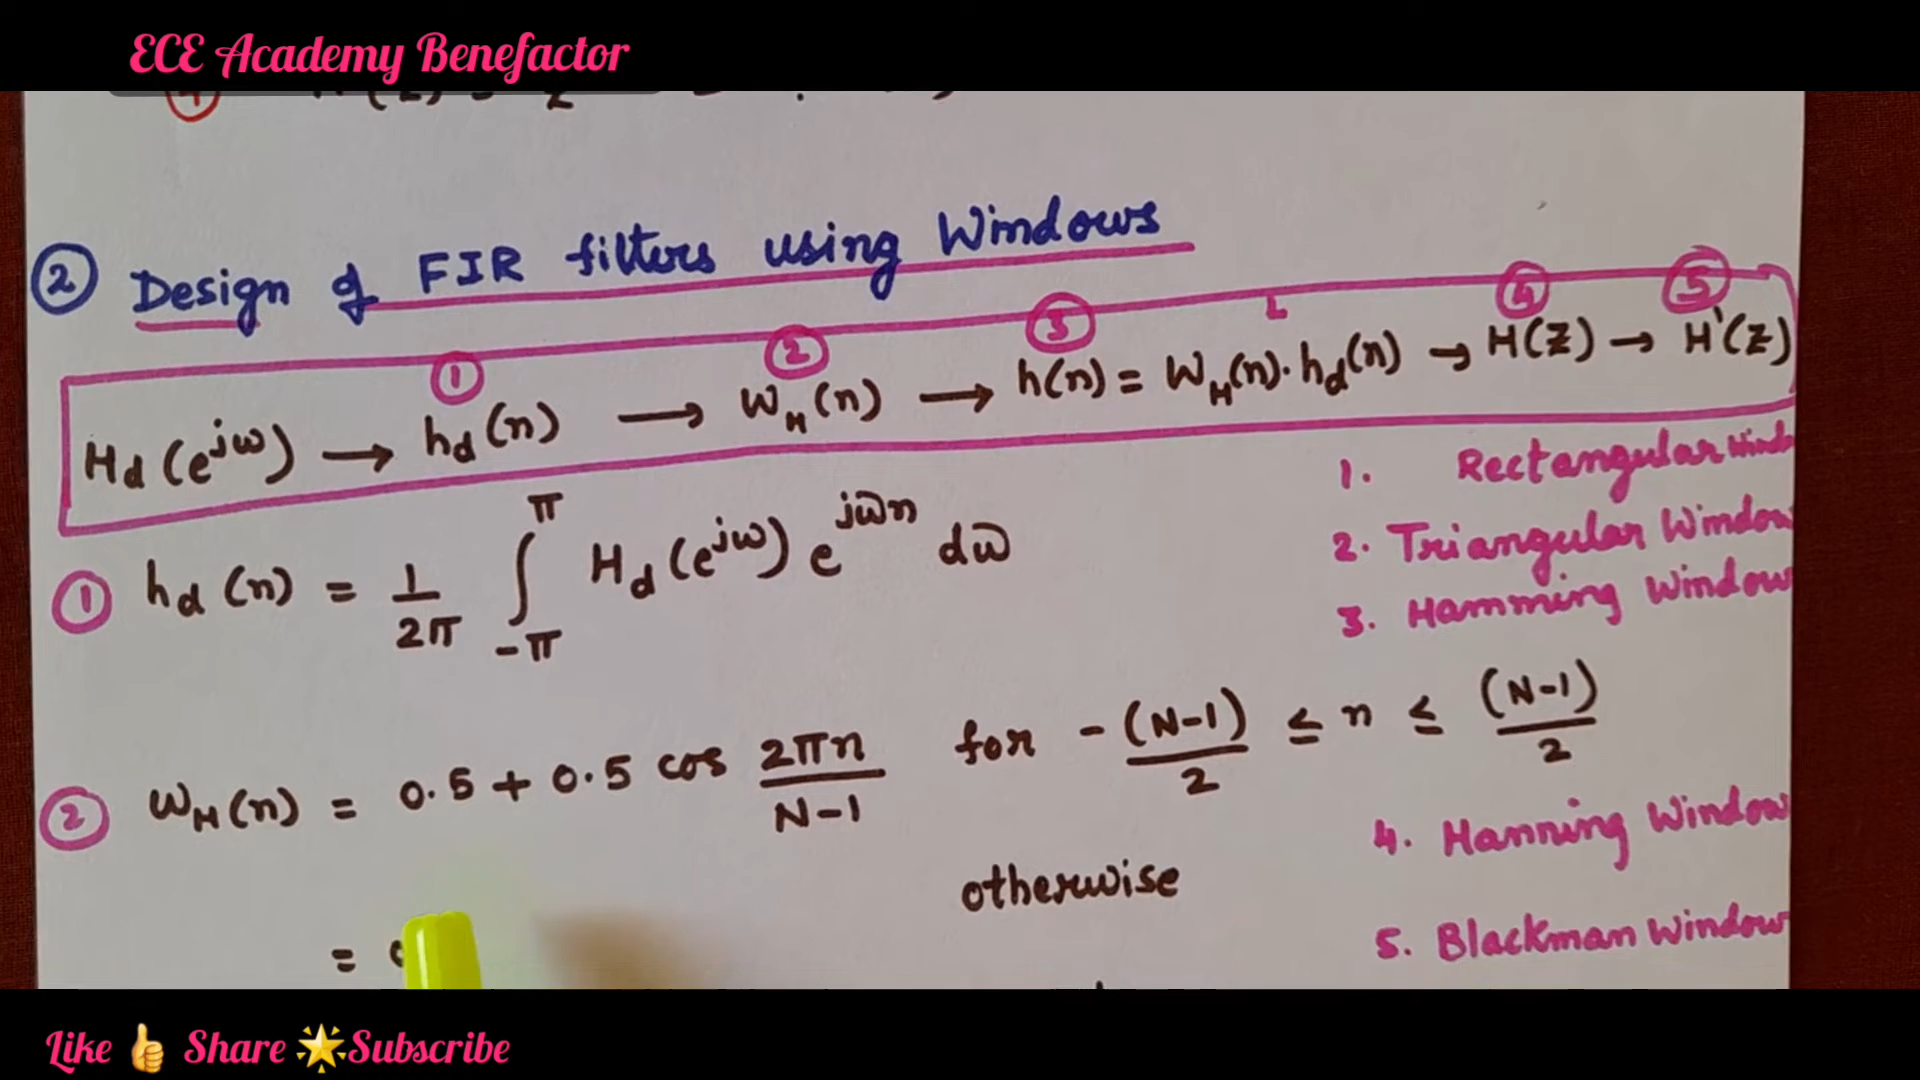 ECE Academy Benefactor
② Design of FIR filters using Windows
① ② ③ ④ ⑤
Hd(e^jω) → hd(n) → WH(n) → h(n) = WH(n)·hd(n) → H(Z) → H'(Z)
1. Rectangular
2. Triangular Window
3. Hamming Window
① hd(n) = 1/2π ∫_-π^π Hd(e^jω) e^jωn dω
② WH(n) = 0.5 + 0.5 cos 2πn/N-1 for -(N-1)/2 ≤ n ≤ (N-1)/2
4. Hanning Window
otherwise
=
5. Blackman Window
Like 👍 Share 🌟Subscribe